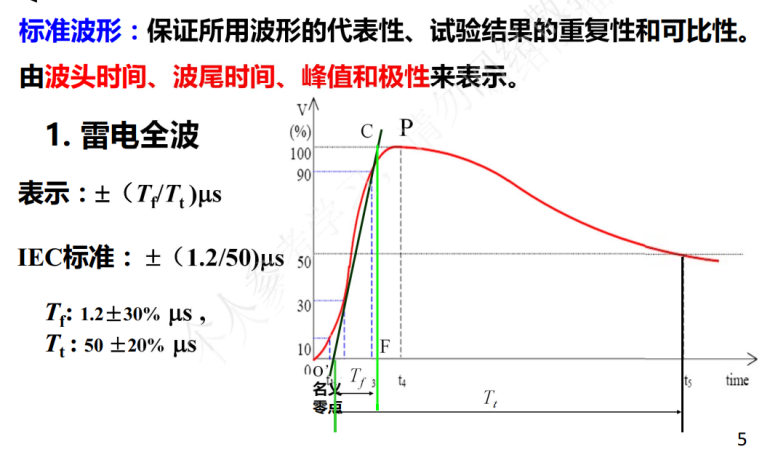 标准波形：保证所用波形的代表性、试验结果的重复性和可比性。
由波头时间、波尾时间、峰值和极性来表示。
1. 雷电全波
表示：±（Tf/Tt )μs
IEC标准： ±（1.2/50)μs
Tf: 1.2±30% μs ,
Tt : 50 ±20% μs
V
(%)
100
90
50
30
10
0
C
P
F
O'
t1
Tf
3
t4
t5
time
名义
零点
Tt
5